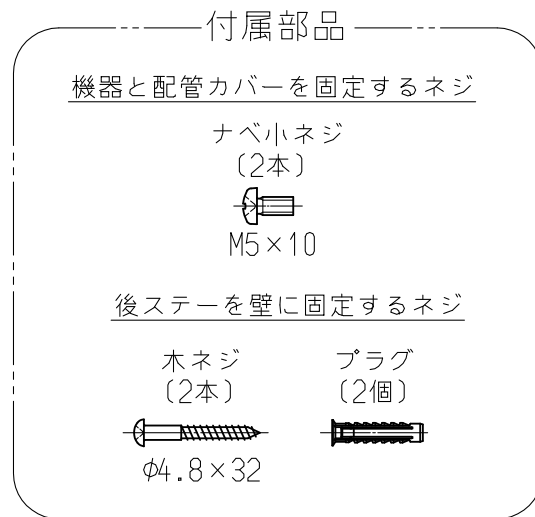 付属部品
機器と配管カバーを固定するネジ
ナベ小ネジ
(2本)
M5×10
後ステーを壁に固定するネジ
木ネジ
(2本)
φ4.8×32
プラグ
(2個)